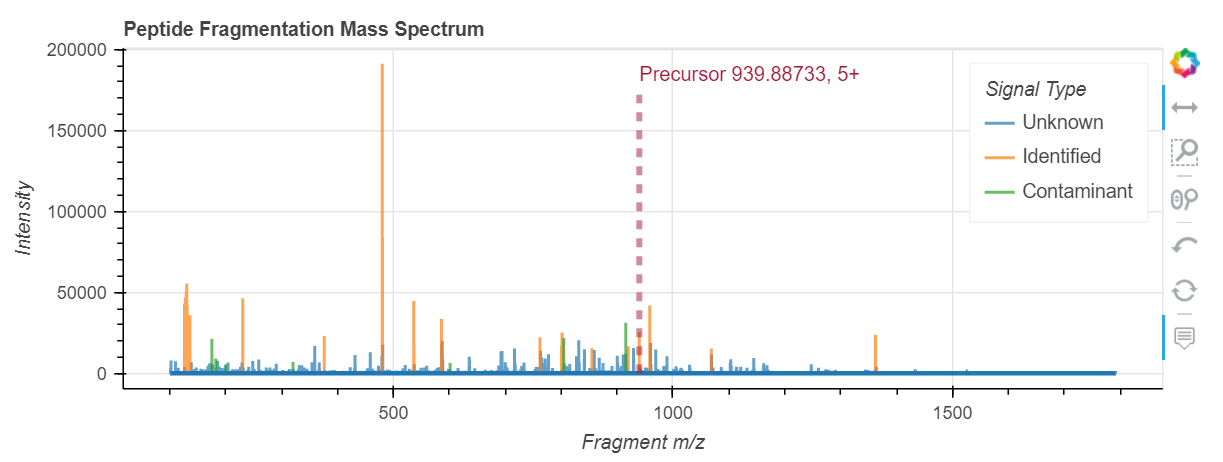 Peptide Fragmentation Mass Spectrum
200000
150000
100000
50000
0
Intensity
Precursor 939.88733, 5+
Signal Type
Unknown
Identified
Contaminant
500
1000
1500
Fragment m/z